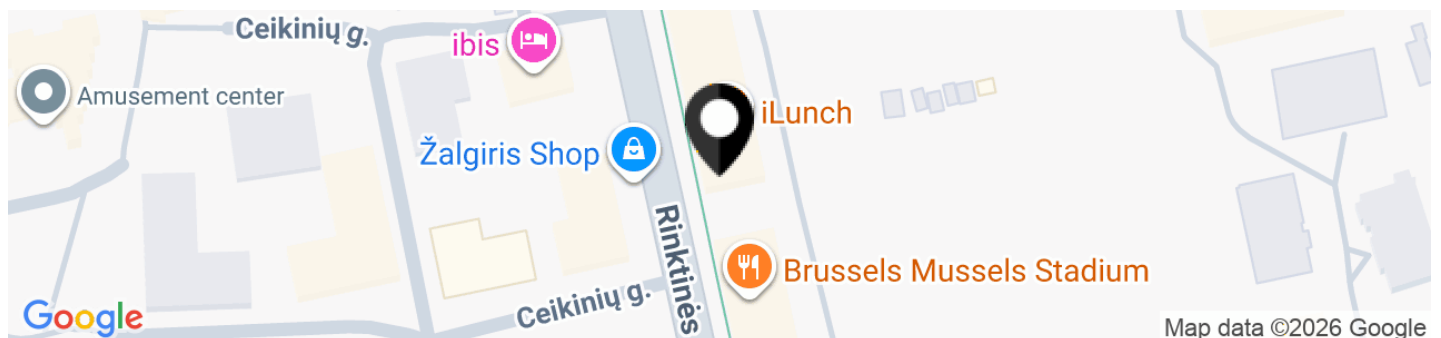 Ceikinių g.
ibis
Amusement center
iLunch
Žalgiris Shop
Rinktinės
Brussels Mussels Stadium
Ceikinių g.
Google
Map data ©2026 Google